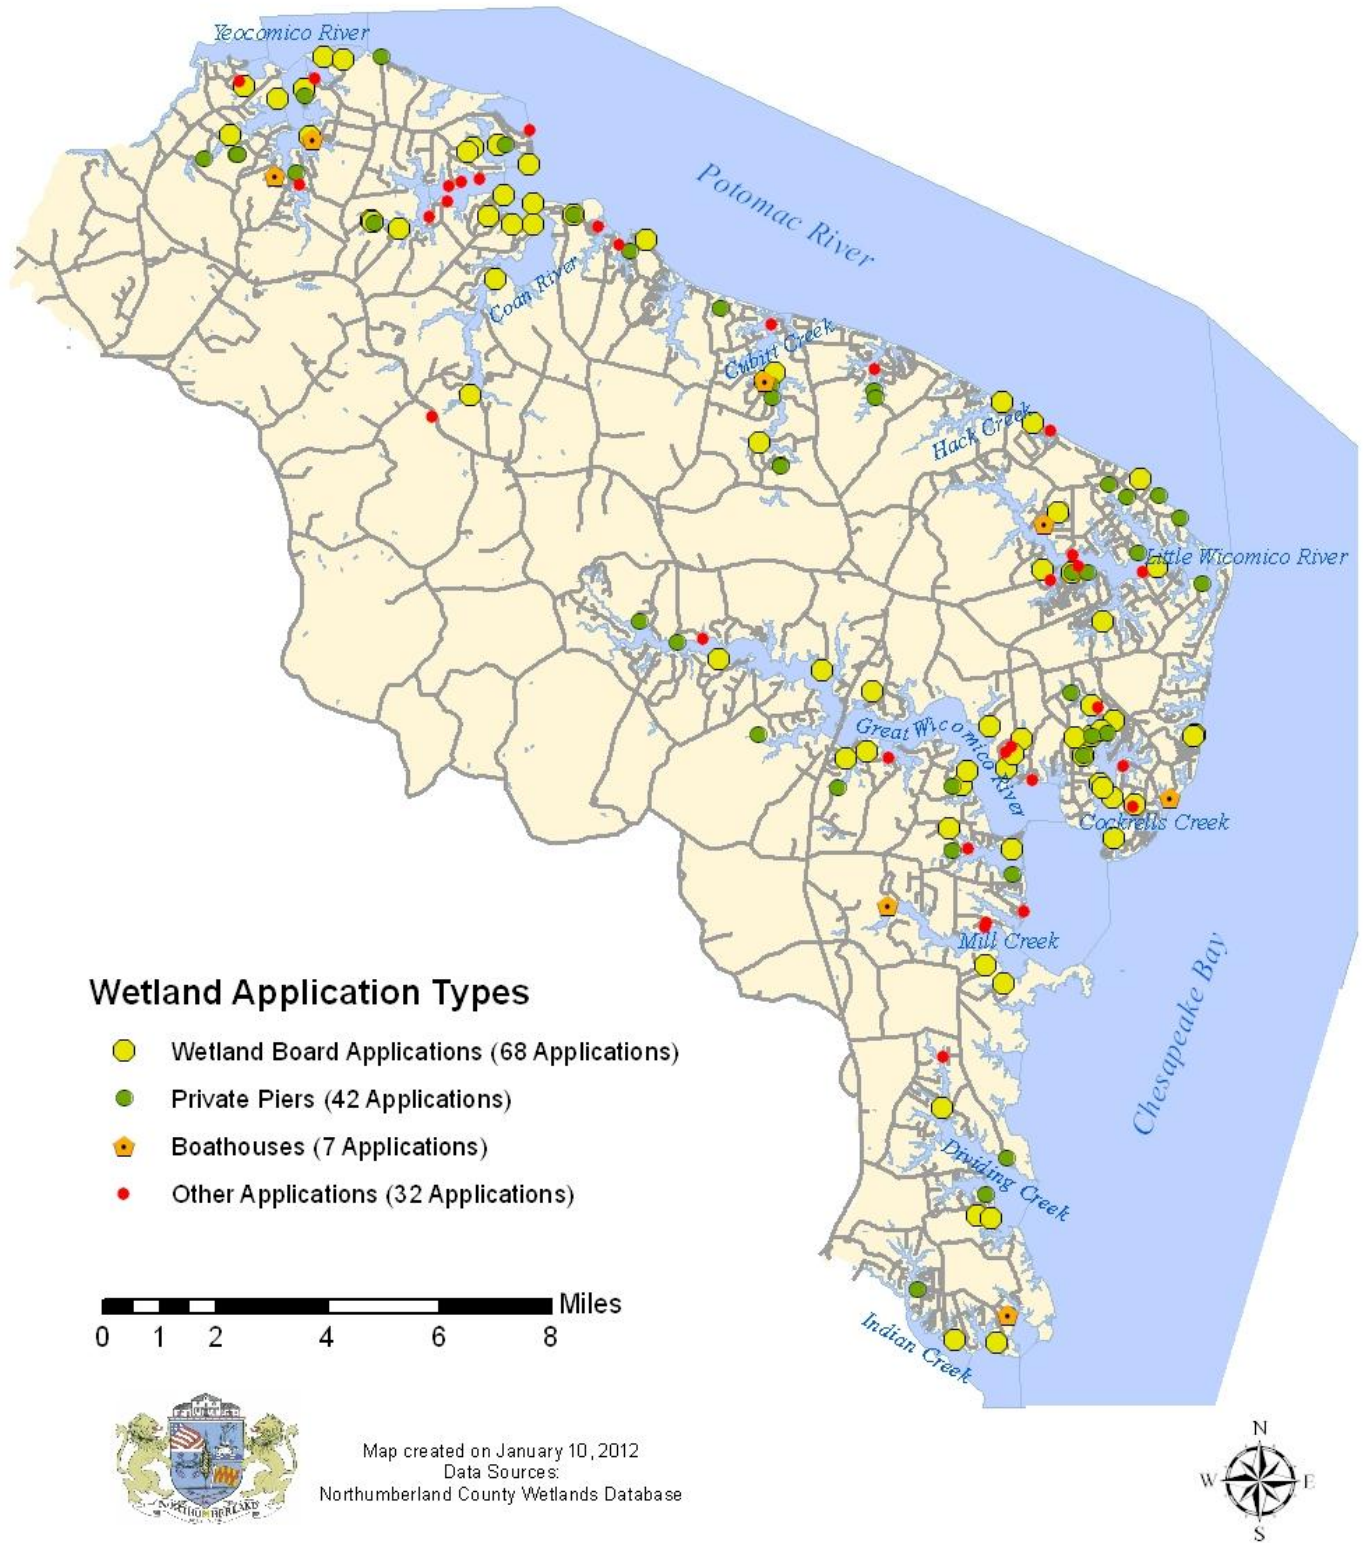 Yeocomico River
Potomac River
Coan River
Cubitt Creek
Hack Creek
Little Wicomico River
Great Wicomico River
Cockrells Creek
Mill Creek
Chesapeake Bay
Dividing Creek
Indian Creek
Wetland Application Types
Wetland Board Applications (68 Applications)
Private Piers (42 Applications)
Boathouses (7 Applications)
Other Applications (32 Applications)
Miles
0 1 2 4 6 8
Map created on January 10, 2012
Data Sources:
Northumberland County Wetlands Database
NORTHUMBERLAND
N
W E
S